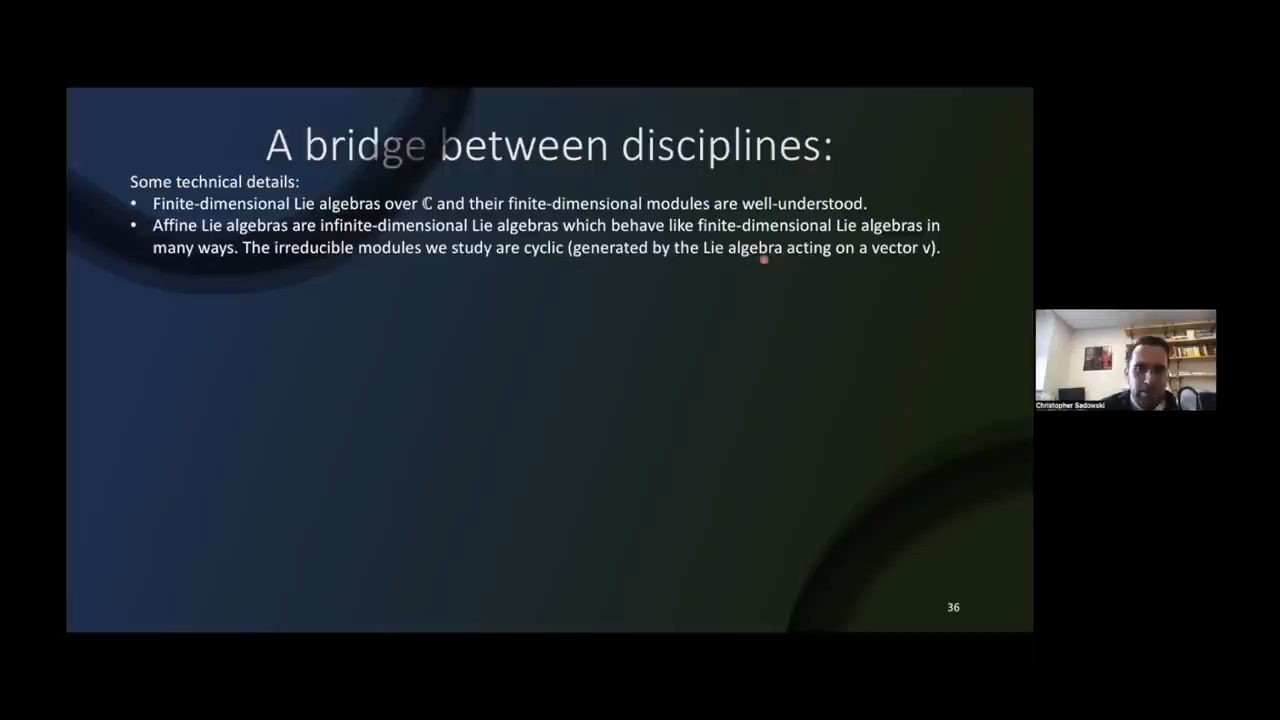 A bridge between disciplines:
Some technical details:
• Finite-dimensional Lie algebras over ℂ and their finite-dimensional modules are well-understood.
• Affine Lie algebras are infinite-dimensional Lie algebras which behave like finite-dimensional Lie algebras in
many ways. The irreducible modules we study are cyclic (generated by the Lie algebra acting on a vector v).
Christopher Sadowski
36